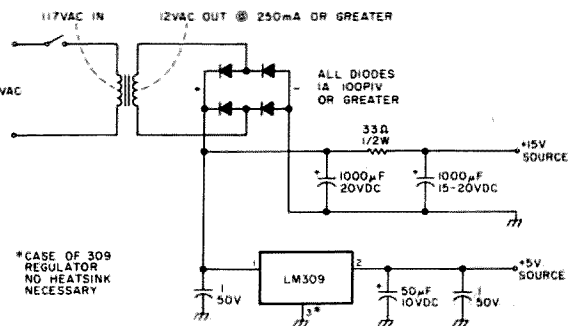 117VAC IN
12VAC OUT @ 250mA OR GREATER
VAC
+
-
ALL DIODES
1A 100PIV
OR GREATER
33Ω
1/2W
+15V
SOURCE
+
1000µF
20VDC
+
1000µF
15-20VDC
*CASE OF 309
REGULATOR
NO HEATSINK
NECESSARY
1
LM309
2
3*
.1
50V
+
50µF
10VDC
.1
50V
+5V
SOURCE